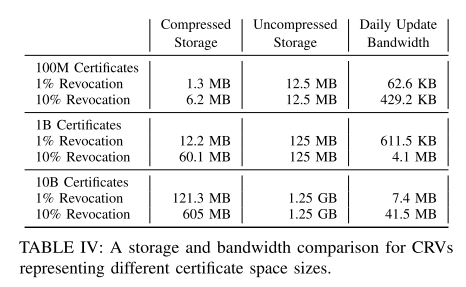 Compressed Storage Uncompressed Storage Daily Update Bandwidth
100M Certificates
1% Revocation 1.3 MB 12.5 MB 62.6 KB
10% Revocation 6.2 MB 12.5 MB 429.2 KB
1B Certificates
1% Revocation 12.2 MB 125 MB 611.5 KB
10% Revocation 60.1 MB 125 MB 4.1 MB
10B Certificates
1% Revocation 121.3 MB 1.25 GB 7.4 MB
10% Revocation 605 MB 1.25 GB 41.5 MB
TABLE IV: A storage and bandwidth comparison for CRVs
representing different certificate space sizes.